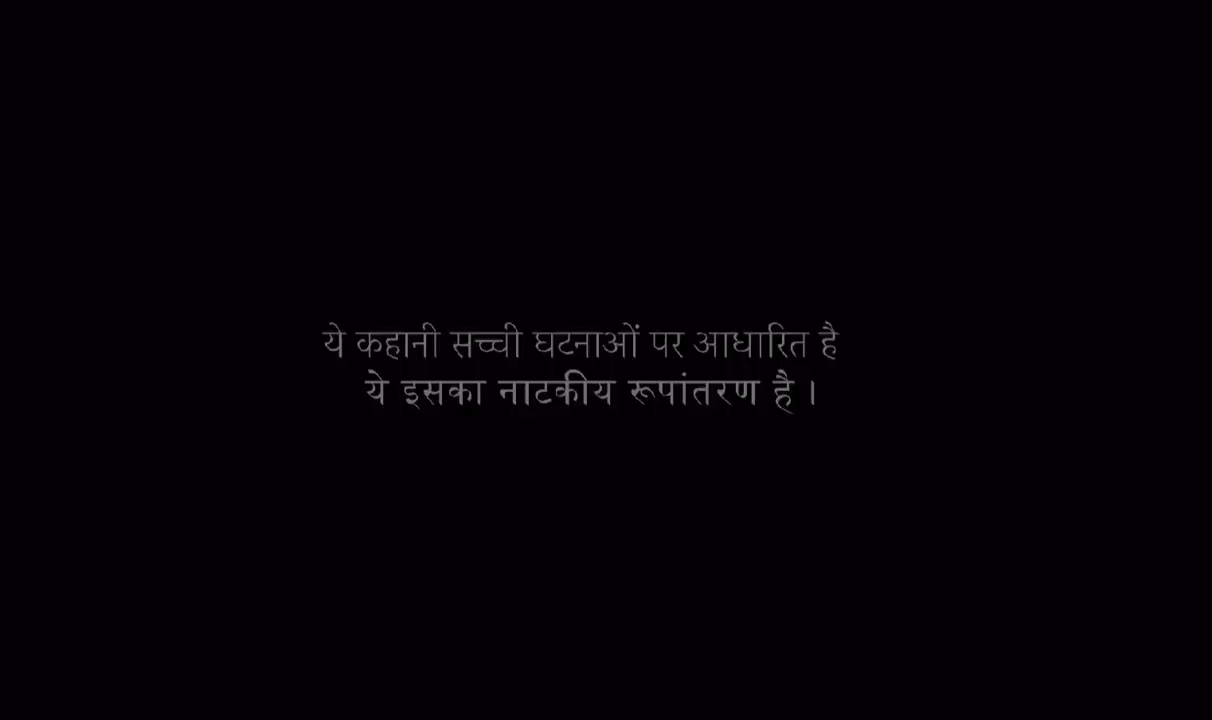 ये कहानी सच्ची घटनाओं पर आधारित है
ये इसका नाटकीय रूपांतरण है ।